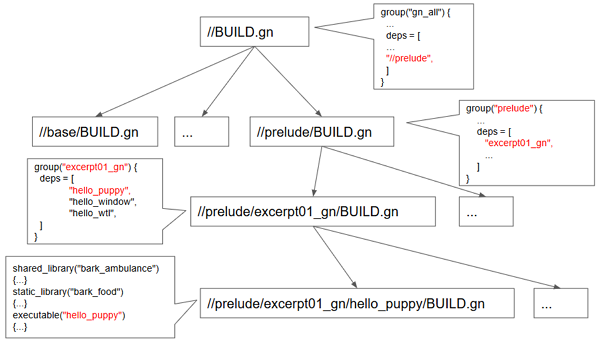 //BUILD.gn
group("gn_all") {
...
deps = [
...
"//prelude",
]
}
//base/BUILD.gn
...
//prelude/BUILD.gn
group("prelude") {
...
deps = [
"excerpt01_gn",
...
]
}
group("excerpt01_gn") {
deps = [
"hello_puppy",
"hello_window",
"hello_wtl",
]
}
//prelude/excerpt01_gn/BUILD.gn
...
shared_library("bark_ambulance")
{...}
static_library("bark_food")
{...}
executable("hello_puppy")
{...}
//prelude/excerpt01_gn/hello_puppy/BUILD.gn
...